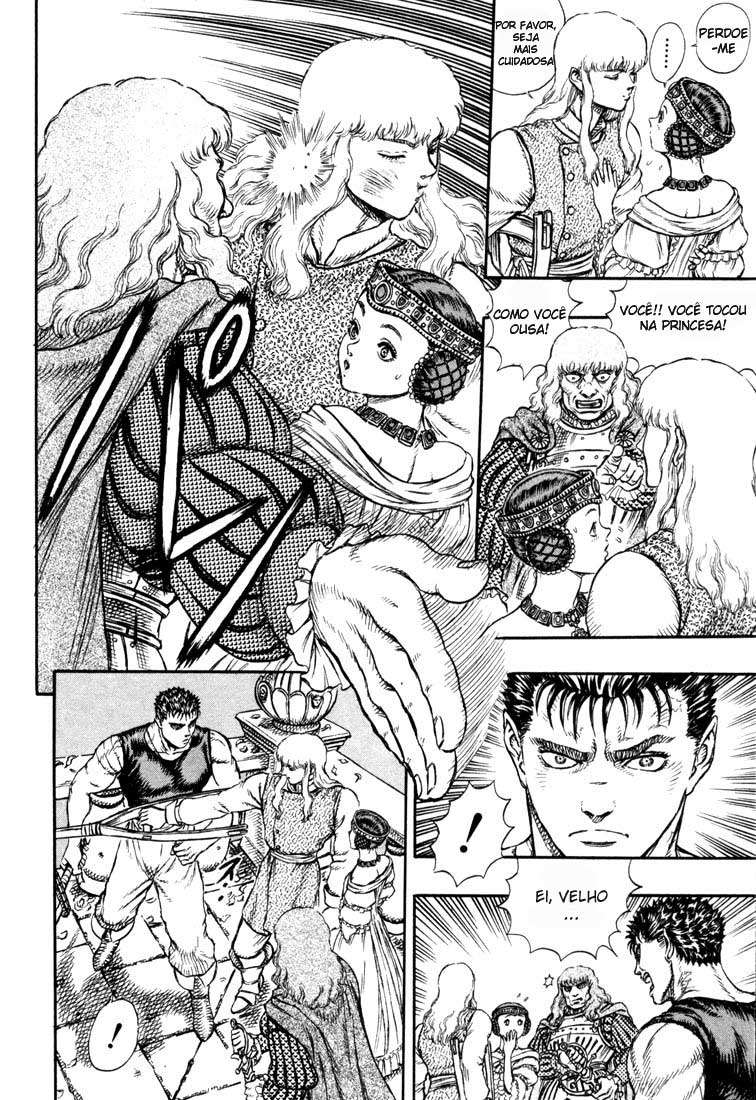 PERDOE
-ME
......
POR FAVOR,
SEJA
MAIS
CUIDADOSA
VOCÊ!! VOCÊ TOCOU
NA PRINCESA!
COMO VOCÊ
OUSA!
!
EI, VELHO
...
!